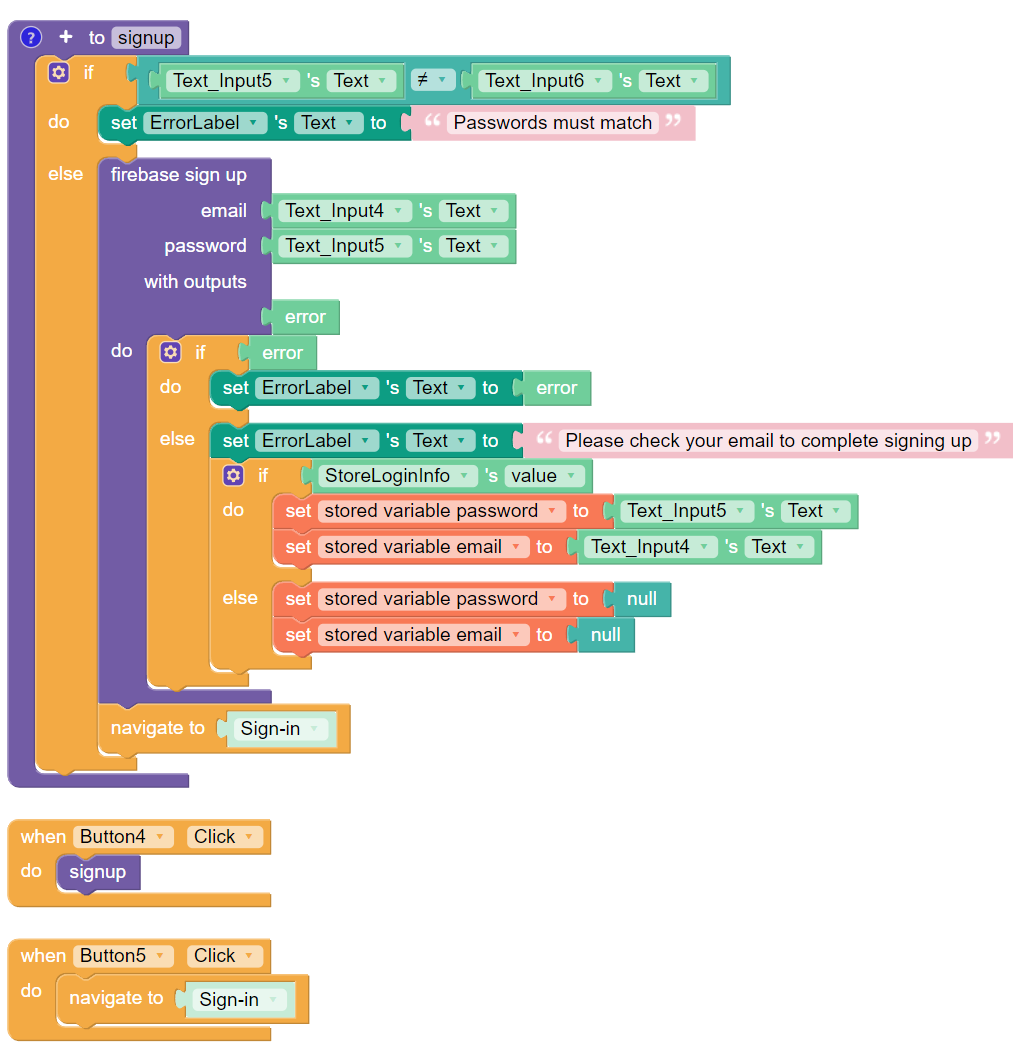 ? + to signup
if Text_Input5 's Text ≠ Text_Input6 's Text
do set ErrorLabel 's Text to “ Passwords must match ”
else firebase sign up
email Text_Input4 's Text
password Text_Input5 's Text
with outputs
error
do if error
do set ErrorLabel 's Text to error
else set ErrorLabel 's Text to “ Please check your email to complete signing up ”
if StoreLoginInfo 's value
do set stored variable password to Text_Input5 's Text
set stored variable email to Text_Input4 's Text
else set stored variable password to null
set stored variable email to null
navigate to Sign-in
when Button4 Click
do signup
when Button5 Click
do navigate to Sign-in